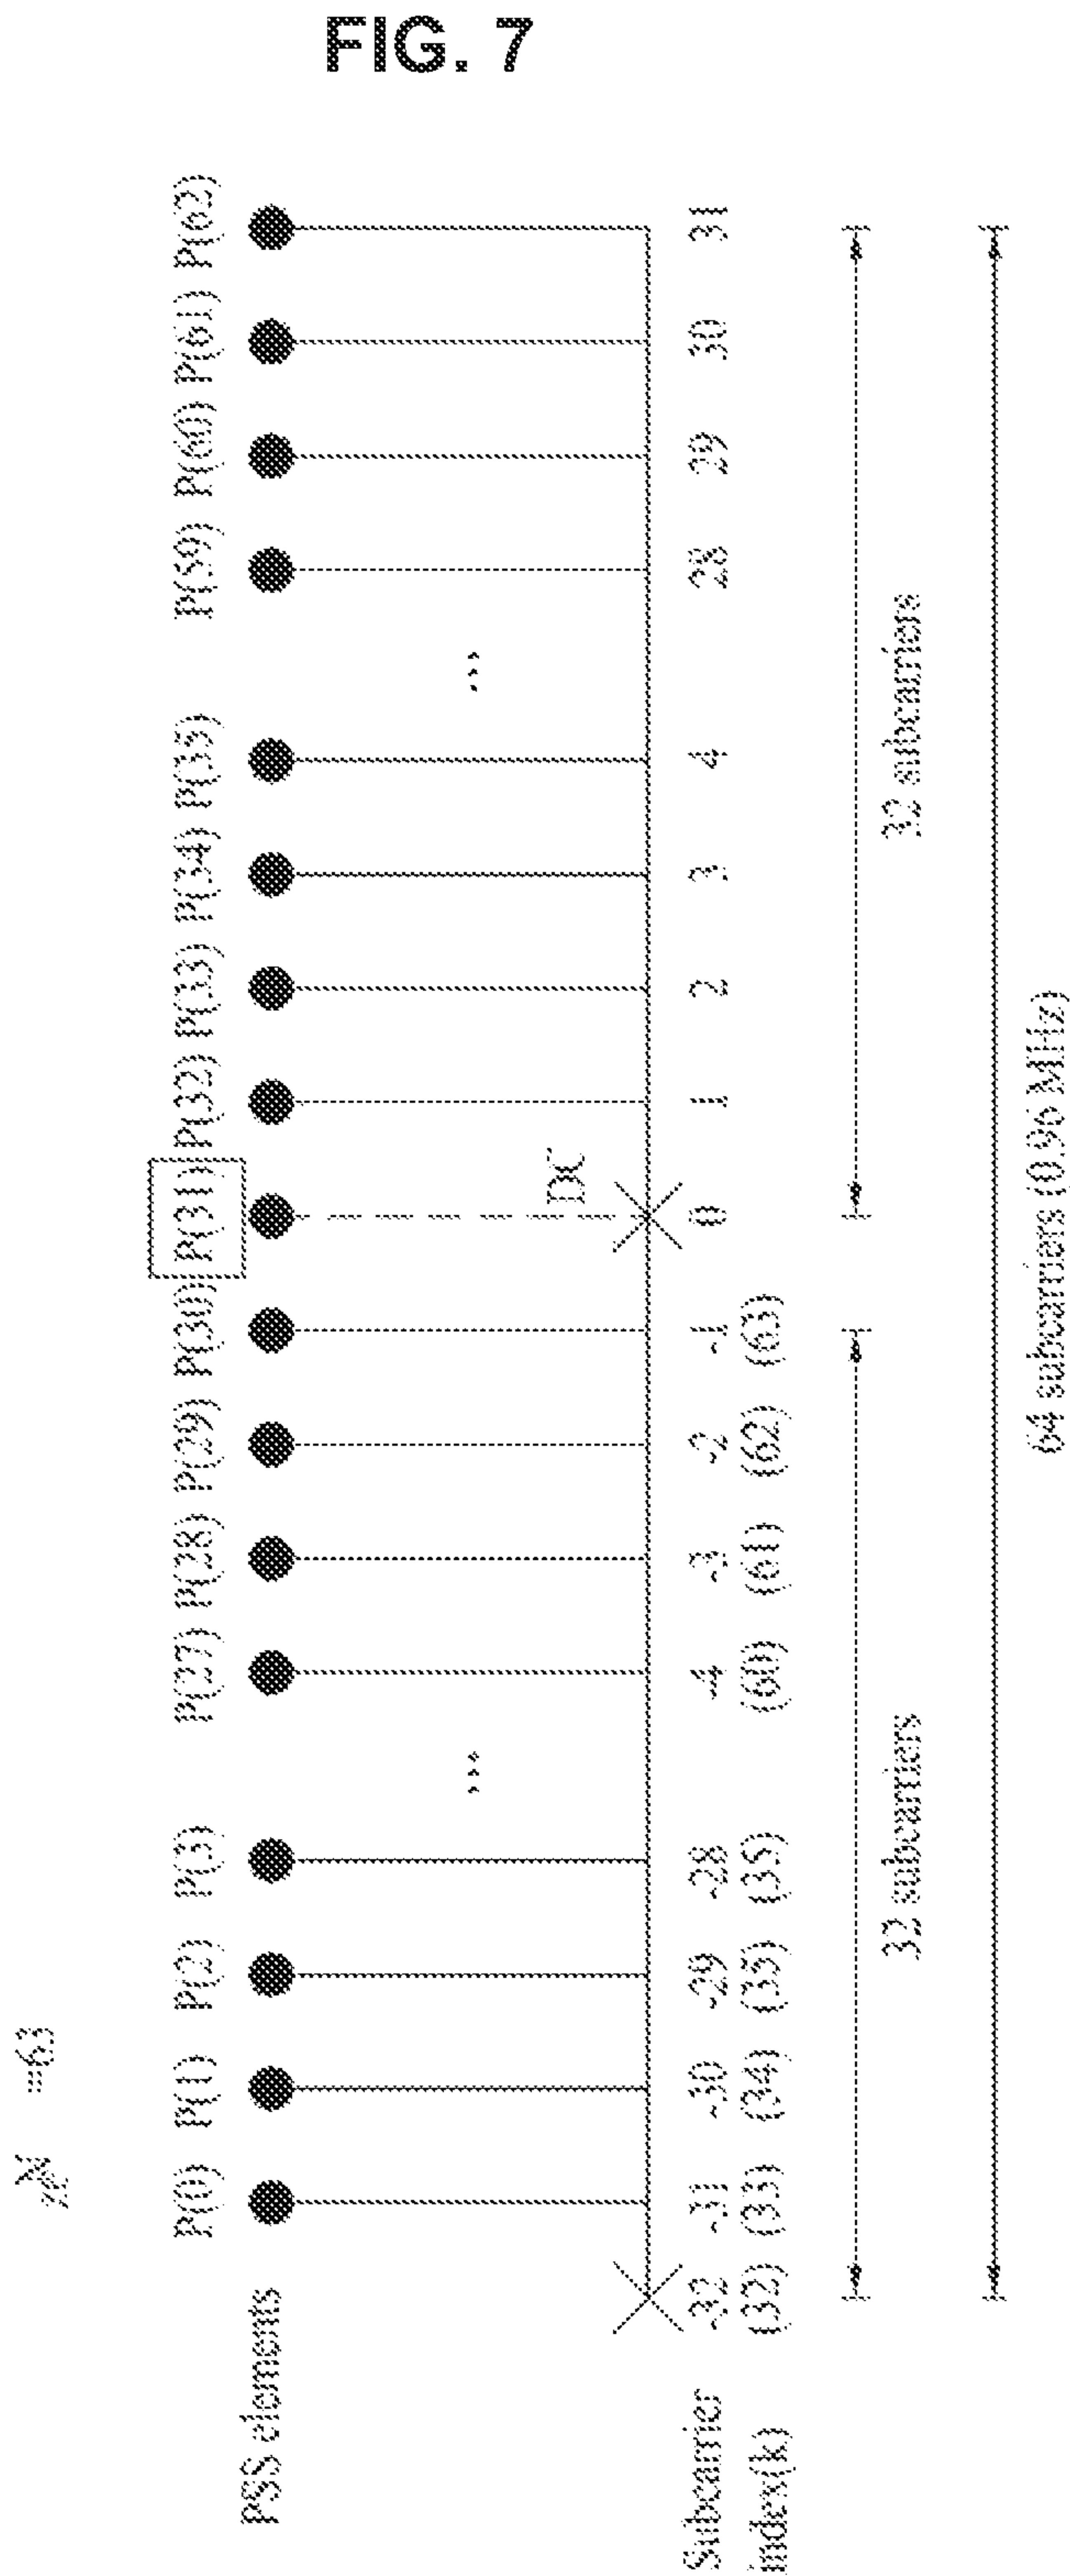 FIG. 7
N ZC =63
PSS elements P(0) P(1) P(2) P(3) ... P(27) P(28) P(29) P(30) P(31) P(32) P(33) P(34) P(35) ... P(59) P(60) P(61) P(62)
DC
Subcarrier -32 -31 -30 -29 -28 -4 -3 -2 -1 0 1 2 3 4 28 29 30 31
index(k) (32) (33) (34) (35) (35) (60) (61) (62) (63)
32 subcarriers 32 subcarriers
64 subcarriers (0.96 MHz)